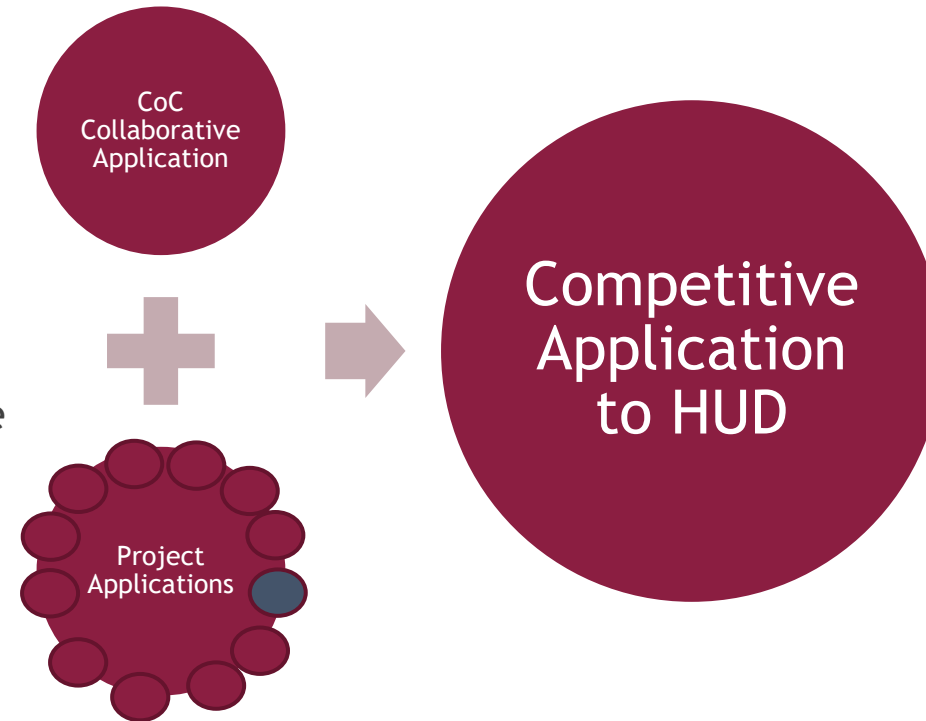 CoC
Collaborative
Application
Competitive
Application
to HUD
Project
Applications